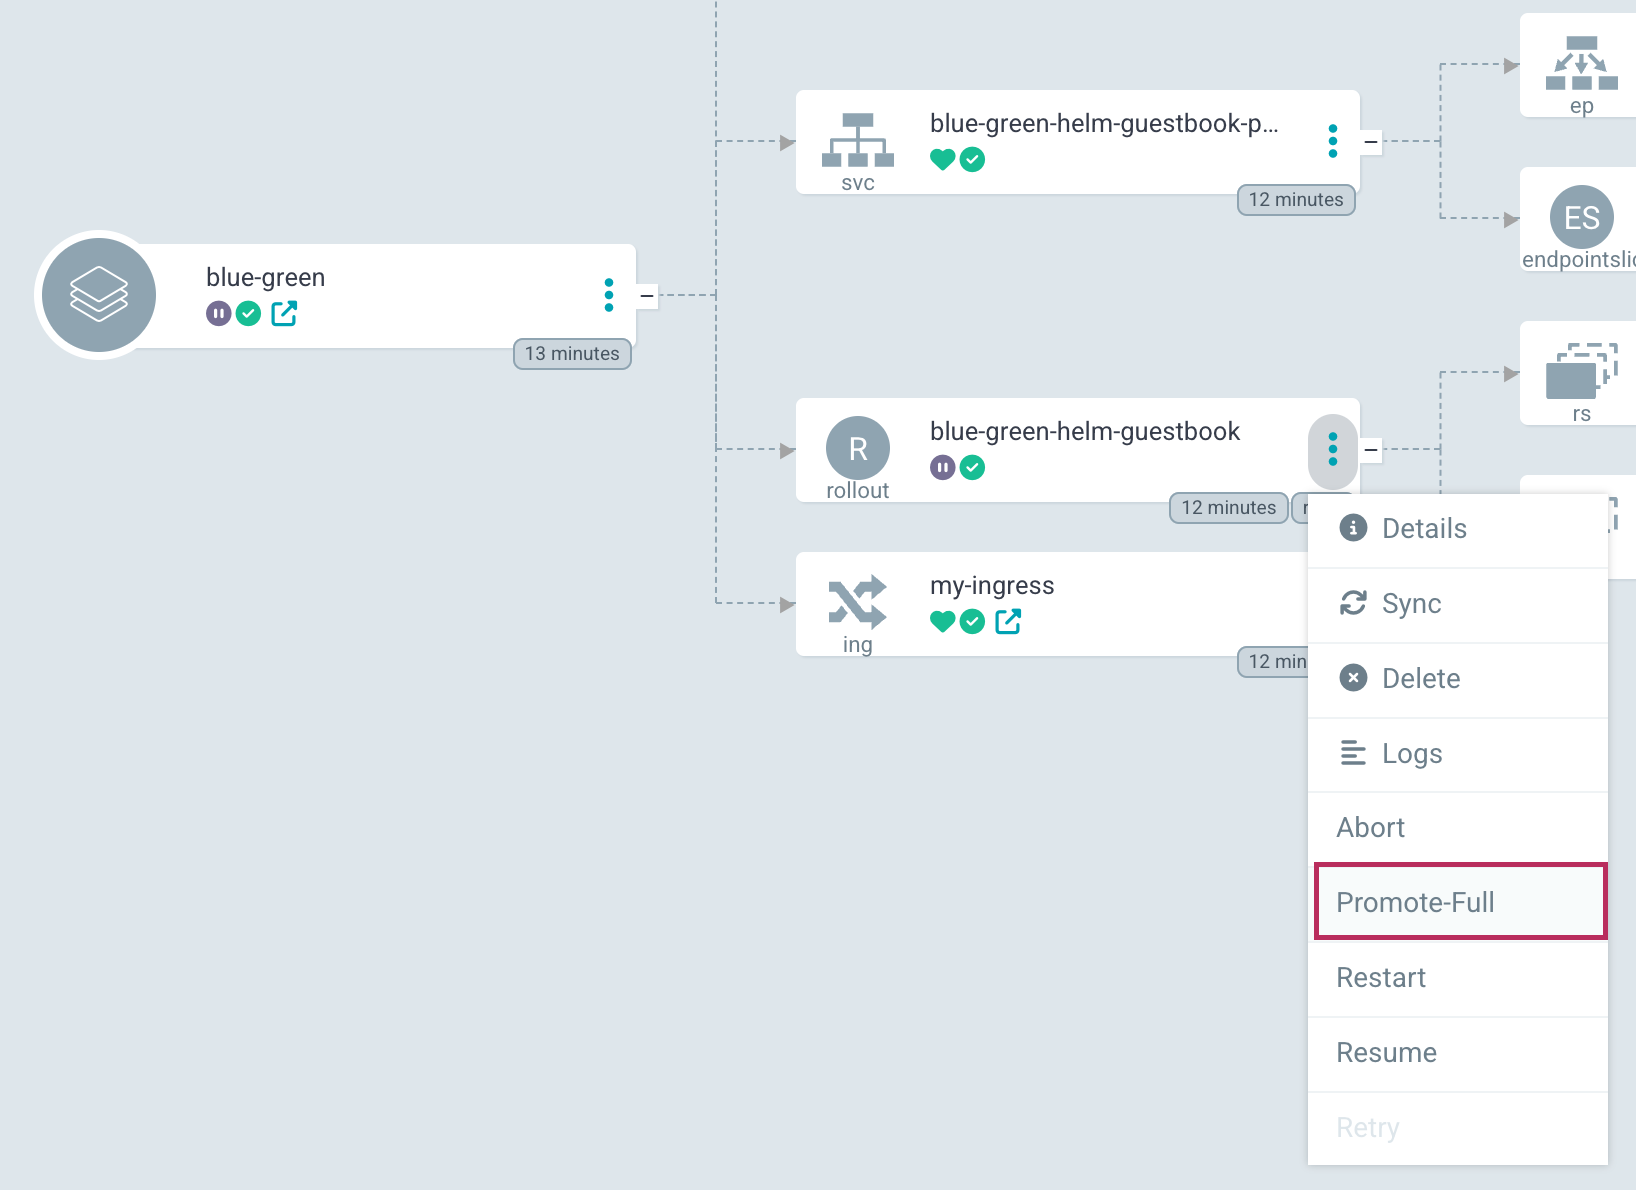 ep
blue-green-helm-guestbook-p...
svc
12 minutes
ES
blue-green
13 minutes
rs
R
rollout
blue-green-helm-guestbook
12 minutes
my-ingress
ing
12 min
Details
Sync
Delete
Logs
Abort
Promote-Full
Restart
Resume
Retry